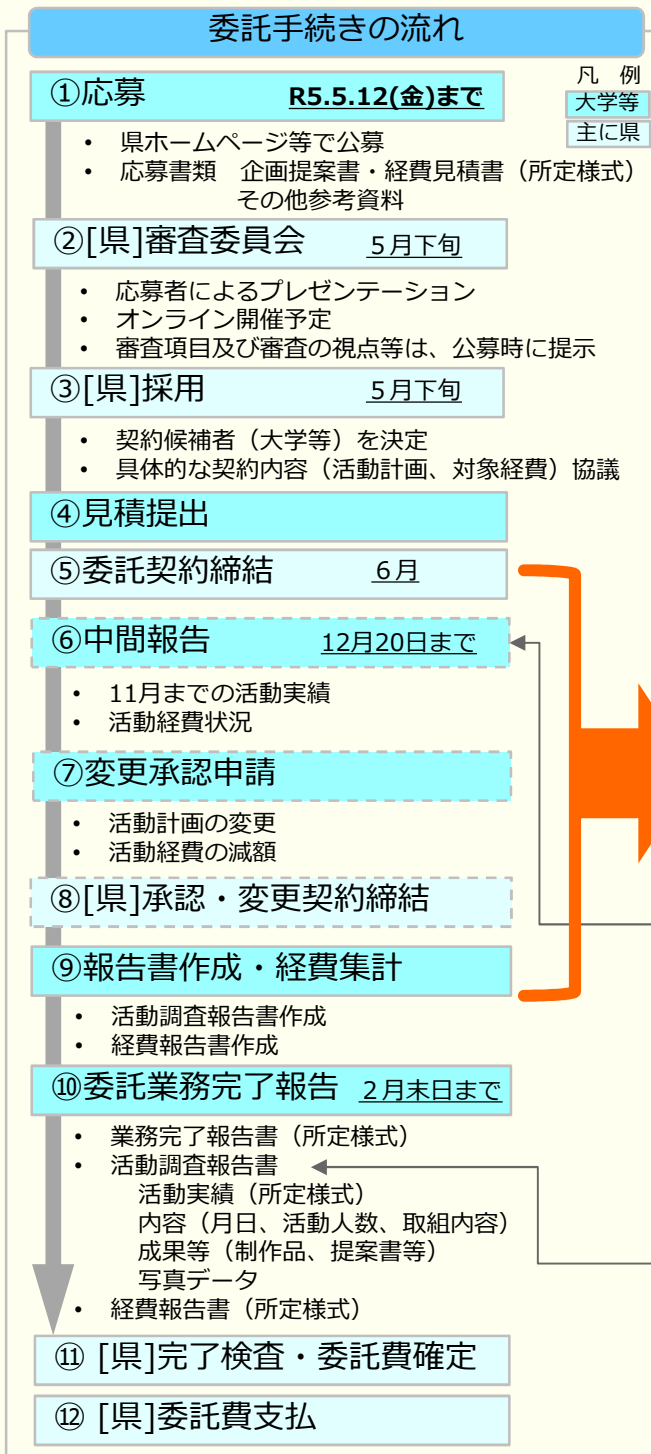 委託手続きの流れ
①応募 R5.5.12(金)まで
凡 例
大学等
主に県
• 県ホームページ等で公募
• 応募書類 企画提案書・経費見積書（所定様式）
その他参考資料
②[県]審査委員会 ５月下旬
• 応募者によるプレゼンテーション
• オンライン開催予定
• 審査項目及び審査の視点等は、公募時に提示
③[県]採用 ５月下旬
• 契約候補者（大学等）を決定
• 具体的な契約内容（活動計画、対象経費）協議
④見積提出
⑤委託契約締結 ６月
⑥中間報告 12月20日まで
• 11月までの活動実績
• 活動経費状況
⑦変更承認申請
• 活動計画の変更
• 活動経費の減額
⑧[県]承認・変更契約締結
⑨報告書作成・経費集計
• 活動調査報告書作成
• 経費報告書作成
⑩委託業務完了報告 ２月末日まで
• 業務完了報告書（所定様式）
• 活動調査報告書
活動実績（所定様式）
内容（月日、活動人数、取組内容）
成果等（制作品、提案書等）
写真データ
• 経費報告書（所定様式）
⑪ [県]完了検査・委託費確定
⑫ [県]委託費支払